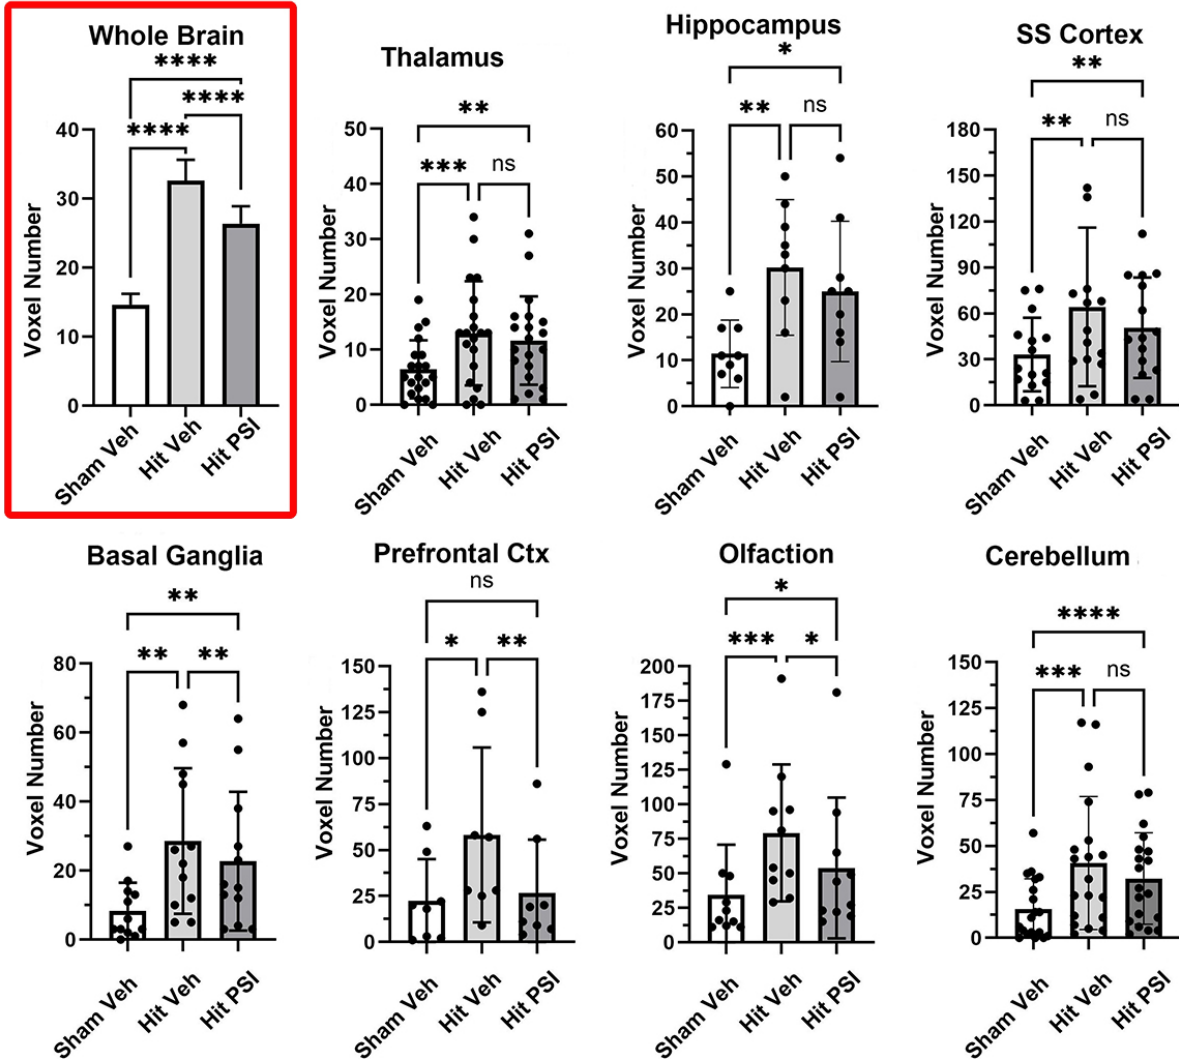 Whole Brain
****
****
****
Voxel Number
40
30
20
10
0
Sham Veh
Hit Veh
Hit PSI
Thalamus
**
***
ns
Voxel Number
50
40
30
20
10
0
Sham Veh
Hit Veh
Hit PSI
Hippocampus
*
**
ns
Voxel Number
60
50
40
30
20
10
0
Sham Veh
Hit Veh
Hit PSI
SS Cortex
**
**
ns
Voxel Number
180
150
120
90
60
30
0
Sham Veh
Hit Veh
Hit PSI
Basal Ganglia
**
**
**
Voxel Number
80
60
40
20
0
Sham Veh
Hit Veh
Hit PSI
Prefrontal Ctx
ns
*
**
Voxel Number
150
125
100
75
50
25
0
Sham Veh
Hit Veh
Hit PSI
Olfaction
*
***
*
Voxel Number
200
175
150
125
100
75
50
25
0
Sham Veh
Hit Veh
Hit PSI
Cerebellum
****
***
ns
Voxel Number
150
125
100
75
50
25
0
Sham Veh
Hit Veh
Hit PSI